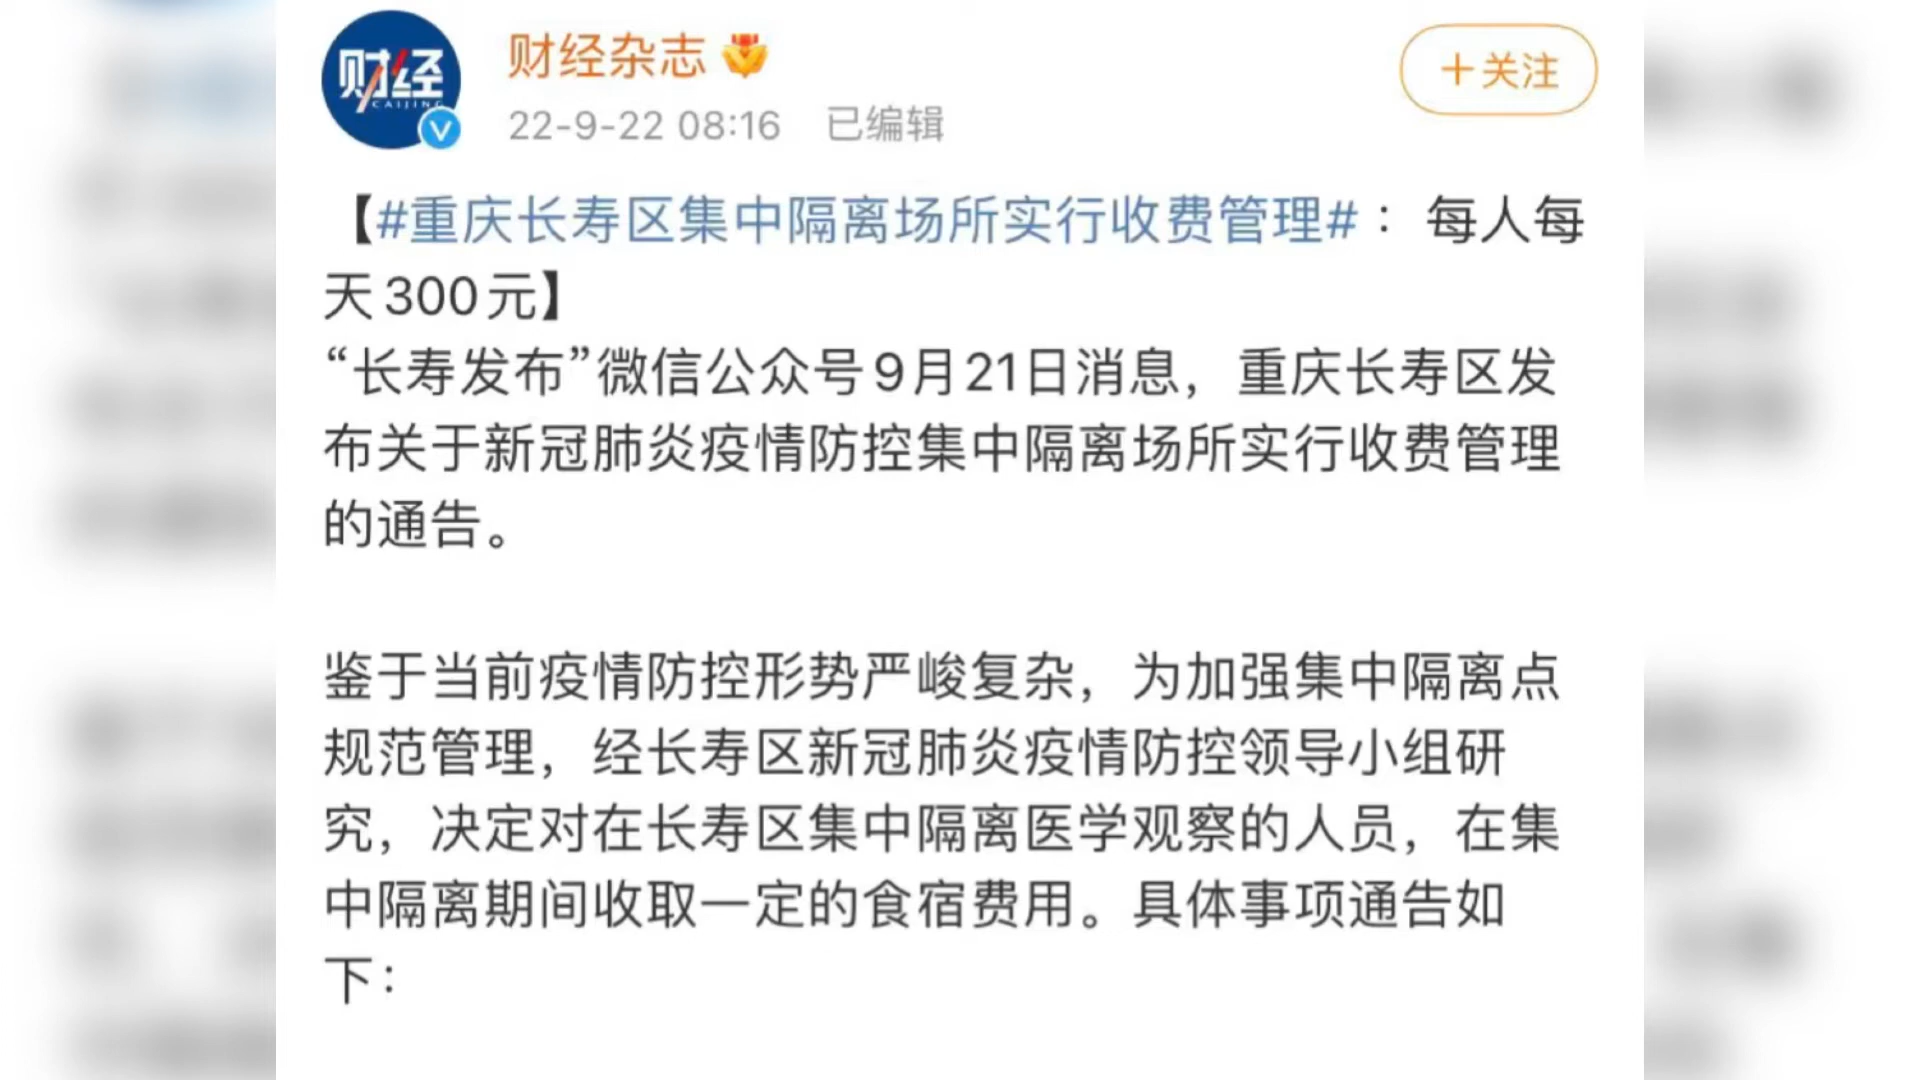 财经
CAIJING
财经杂志
22-9-22 08:16 已编辑
+关注
【#重庆长寿区集中隔离场所实行收费管理#：每人每
天300元】
“长寿发布”微信公众号9月21日消息，重庆长寿区发
布关于新冠肺炎疫情防控集中隔离场所实行收费管理
的通告。
鉴于当前疫情防控形势严峻复杂，为加强集中隔离点
规范管理，经长寿区新冠肺炎疫情防控领导小组研
究，决定对在长寿区集中隔离医学观察的人员，在集
中隔离期间收取一定的食宿费用。具体事项通告如
下：